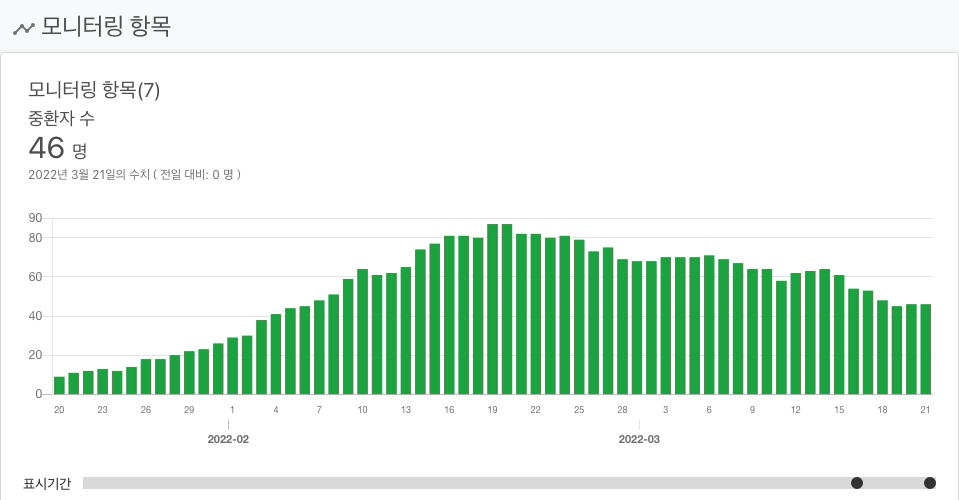 모니터링 항목
모니터링 항목(7)
중환자 수
46 명
2022년 3월 21일의 수치 ( 전일 대비: 0 명 )
90
80
60
40
20
0
20 23 26 29 1 4 7 10 13 16 19 22 25 28 3 6 9 12 15 18 21
2022-02 2022-03
표시기간